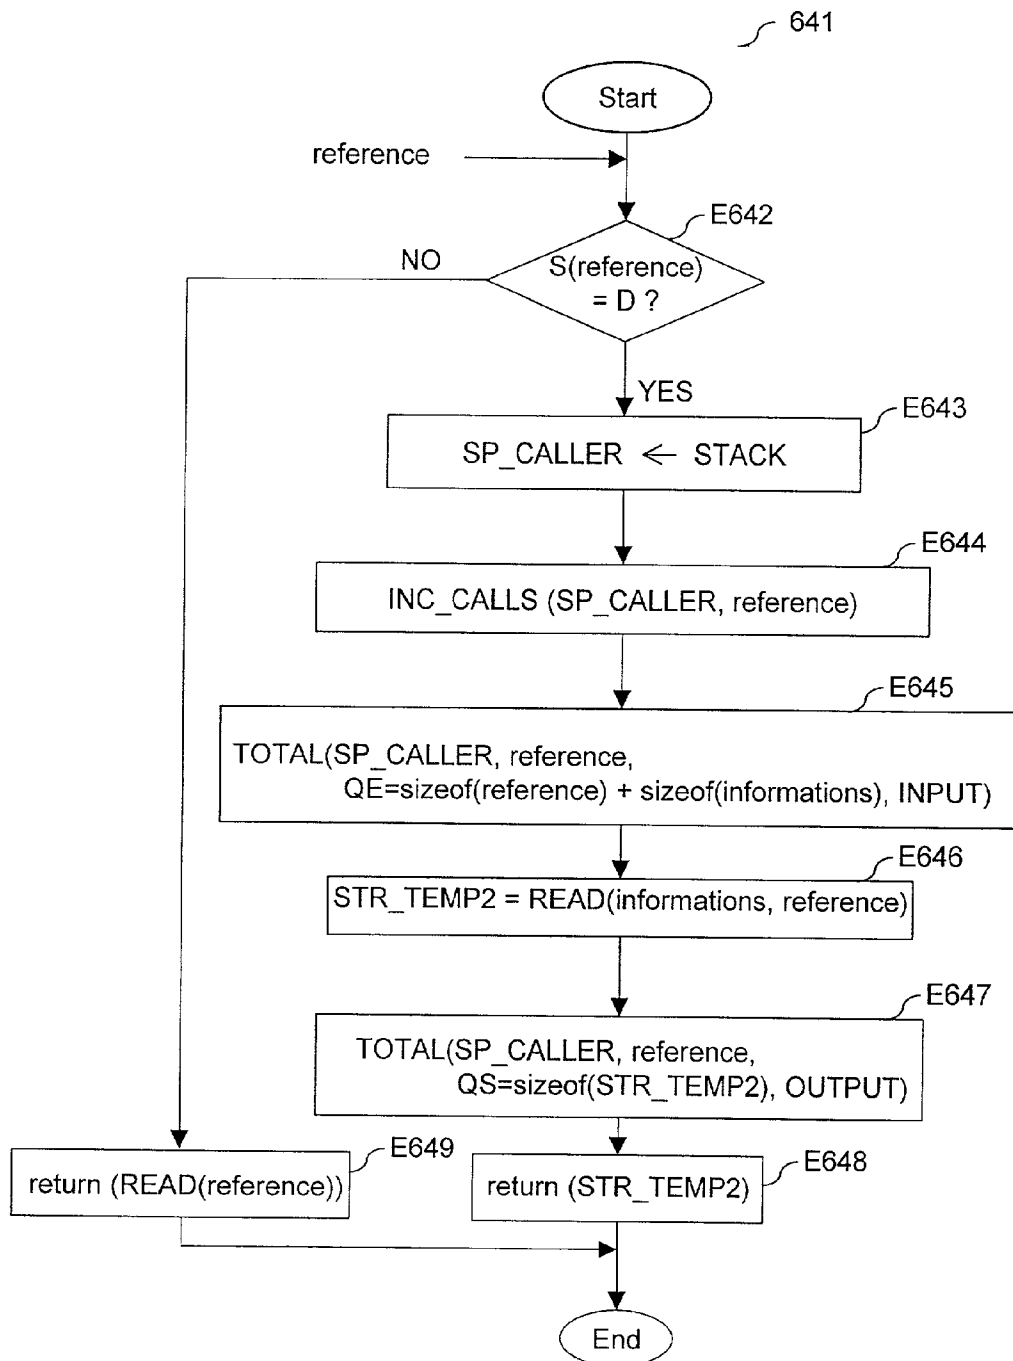 641
Start
reference
E642
NO
S(reference)
= D ?
YES
E643
SP_CALLER ← STACK
E644
INC_CALLS (SP_CALLER, reference)
E645
TOTAL(SP_CALLER, reference,
QE=sizeof(reference) + sizeof(informations), INPUT)
E646
STR_TEMP2 = READ(informations, reference)
E647
TOTAL(SP_CALLER, reference,
QS=sizeof(STR_TEMP2), OUTPUT)
E649
return (READ(reference))
E648
return (STR_TEMP2)
End